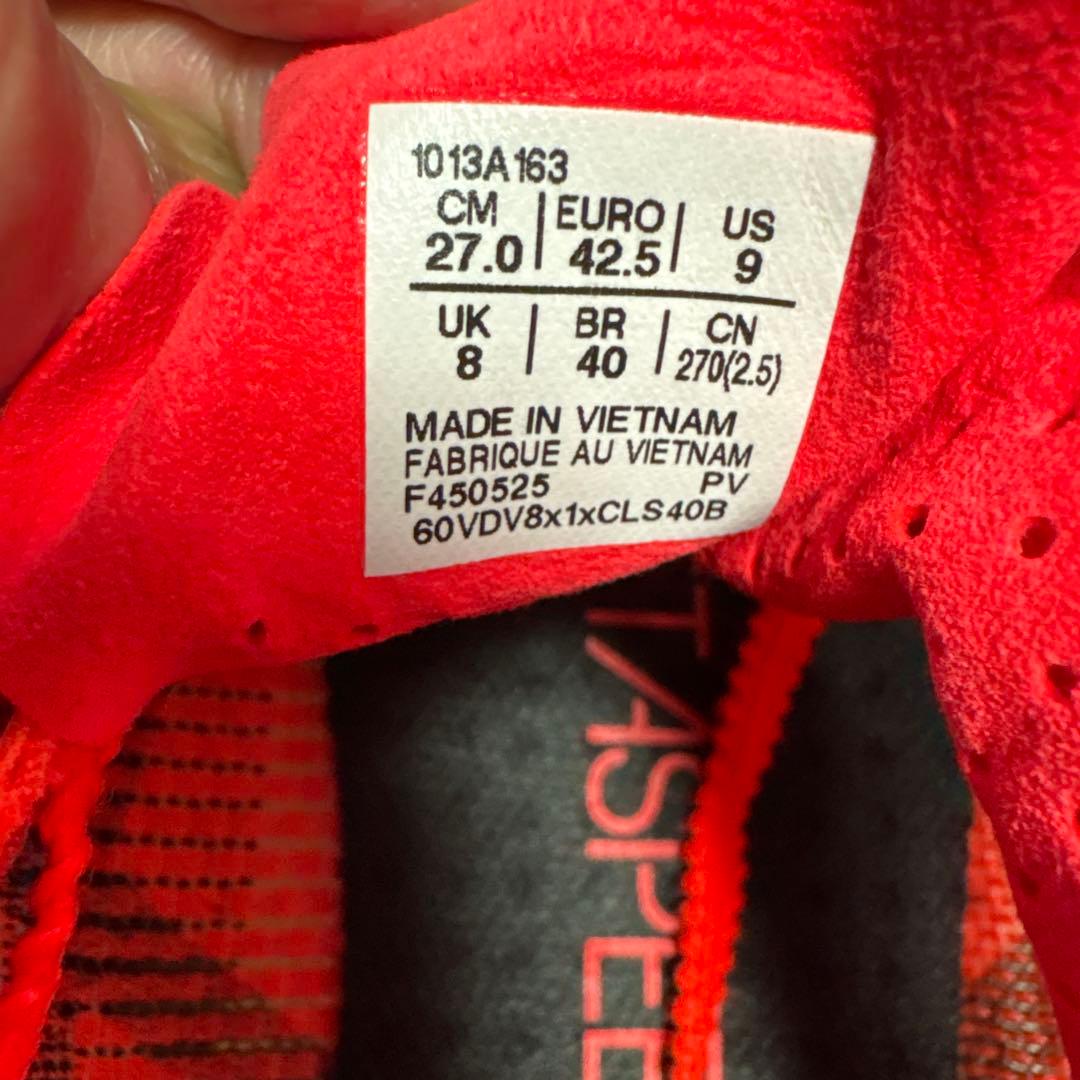 1013A163
CM | EURO | US
27.0 | 42.5 | 9
UK | BR | CN
8 | 40 | 270(2.5)
MADE IN VIETNAM
FABRIQUE AU VIETNAM
F450525 PV
60VDV8x1xCLS40B
TASPEE